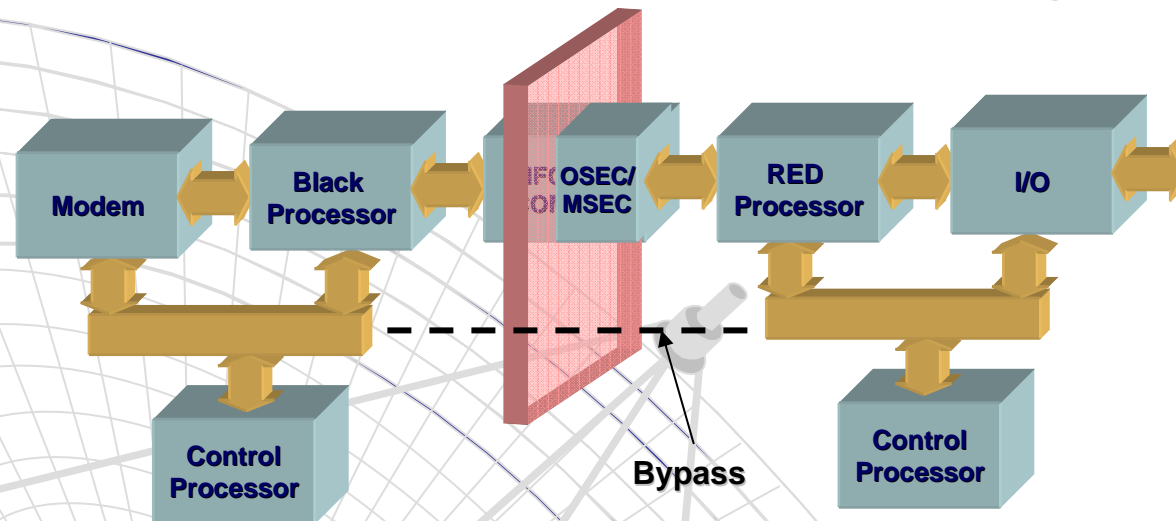 Modem
Black
Processor
OSEC/
MSEC
RED
Processor
I/O
Control
Processor
Bypass
Control
Processor